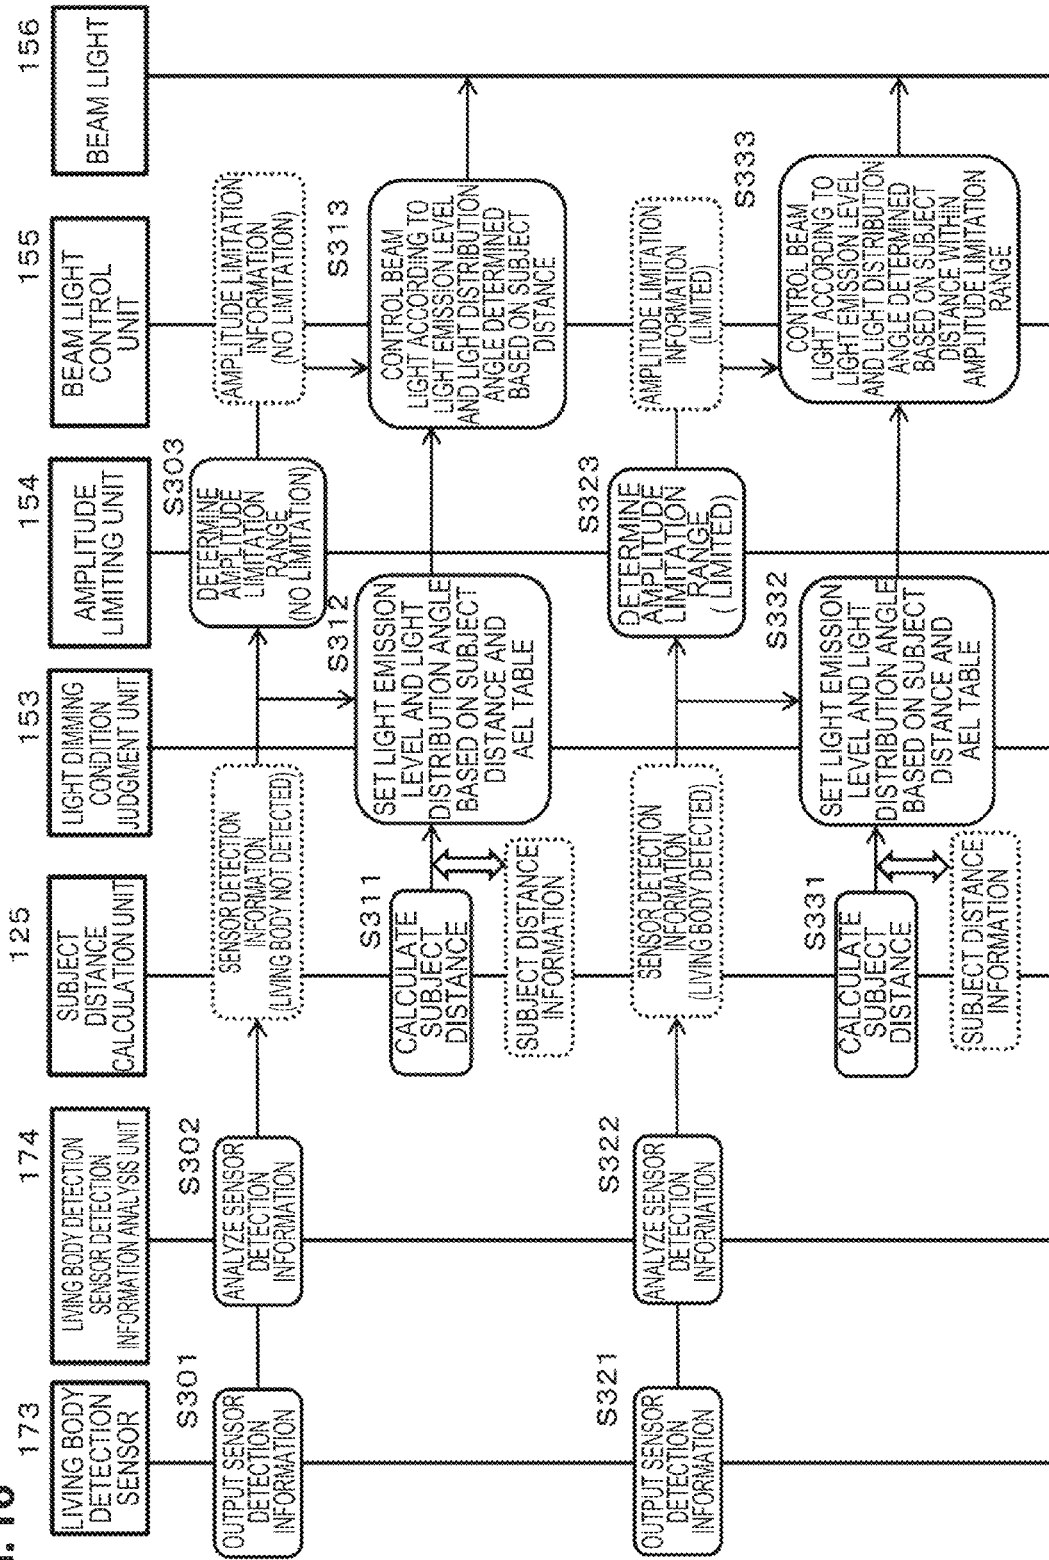 173
LIVING BODY
DETECTION
SENSOR
174
LIVING BODY DETECTION
SENSOR DETECTION
INFORMATION ANALYSIS UNIT
125
SUBJECT
DISTANCE
CALCULATION UNIT
153
LIGHT DIMMING
CONDITION
JUDGMENT UNIT
154
AMPLITUDE
LIMITING UNIT
155
BEAM LIGHT
CONTROL
UNIT
156
BEAM LIGHT
S301
OUTPUT SENSOR
DETECTION
INFORMATION
S302
ANALYZE SENSOR
DETECTION
INFORMATION
SENSOR DETECTION
INFORMATION
(LIVING BODY NOT DETECTED)
S303
DETERMINE
AMPLITUDE
LIMITATION
RANGE
(NO LIMITATION)
AMPLITUDE LIMITATION
INFORMATION
(NO LIMITATION)
S311
CALCULATE
SUBJECT
DISTANCE
SUBJECT DISTANCE
INFORMATION
S312
SET LIGHT EMISSION
LEVEL AND LIGHT
DISTRIBUTION ANGLE
BASED ON SUBJECT
DISTANCE AND
AEL TABLE
S313
CONTROL BEAM
LIGHT ACCORDING TO
LIGHT EMISSION LEVEL
AND LIGHT DISTRIBUTION
ANGLE DETERMINED
BASED ON SUBJECT
DISTANCE
S321
OUTPUT SENSOR
DETECTION
INFORMATION
S322
ANALYZE SENSOR
DETECTION
INFORMATION
SENSOR DETECTION
INFORMATION
(LIVING BODY DETECTED)
S323
DETERMINE
AMPLITUDE
LIMITATION
RANGE
( LIMITED)
AMPLITUDE LIMITATION
INFORMATION
(LIMITED)
S331
CALCULATE
SUBJECT
DISTANCE
SUBJECT DISTANCE
INFORMATION
S332
SET LIGHT EMISSION
LEVEL AND LIGHT
DISTRIBUTION ANGLE
BASED ON SUBJECT
DISTANCE AND
AEL TABLE
S333
CONTROL BEAM
LIGHT ACCORDING TO
LIGHT EMISSION LEVEL
AND LIGHT DISTRIBUTION
ANGLE DETERMINED
BASED ON SUBJECT
DISTANCE WITHIN
AMPLITUDE LIMITATION
RANGE